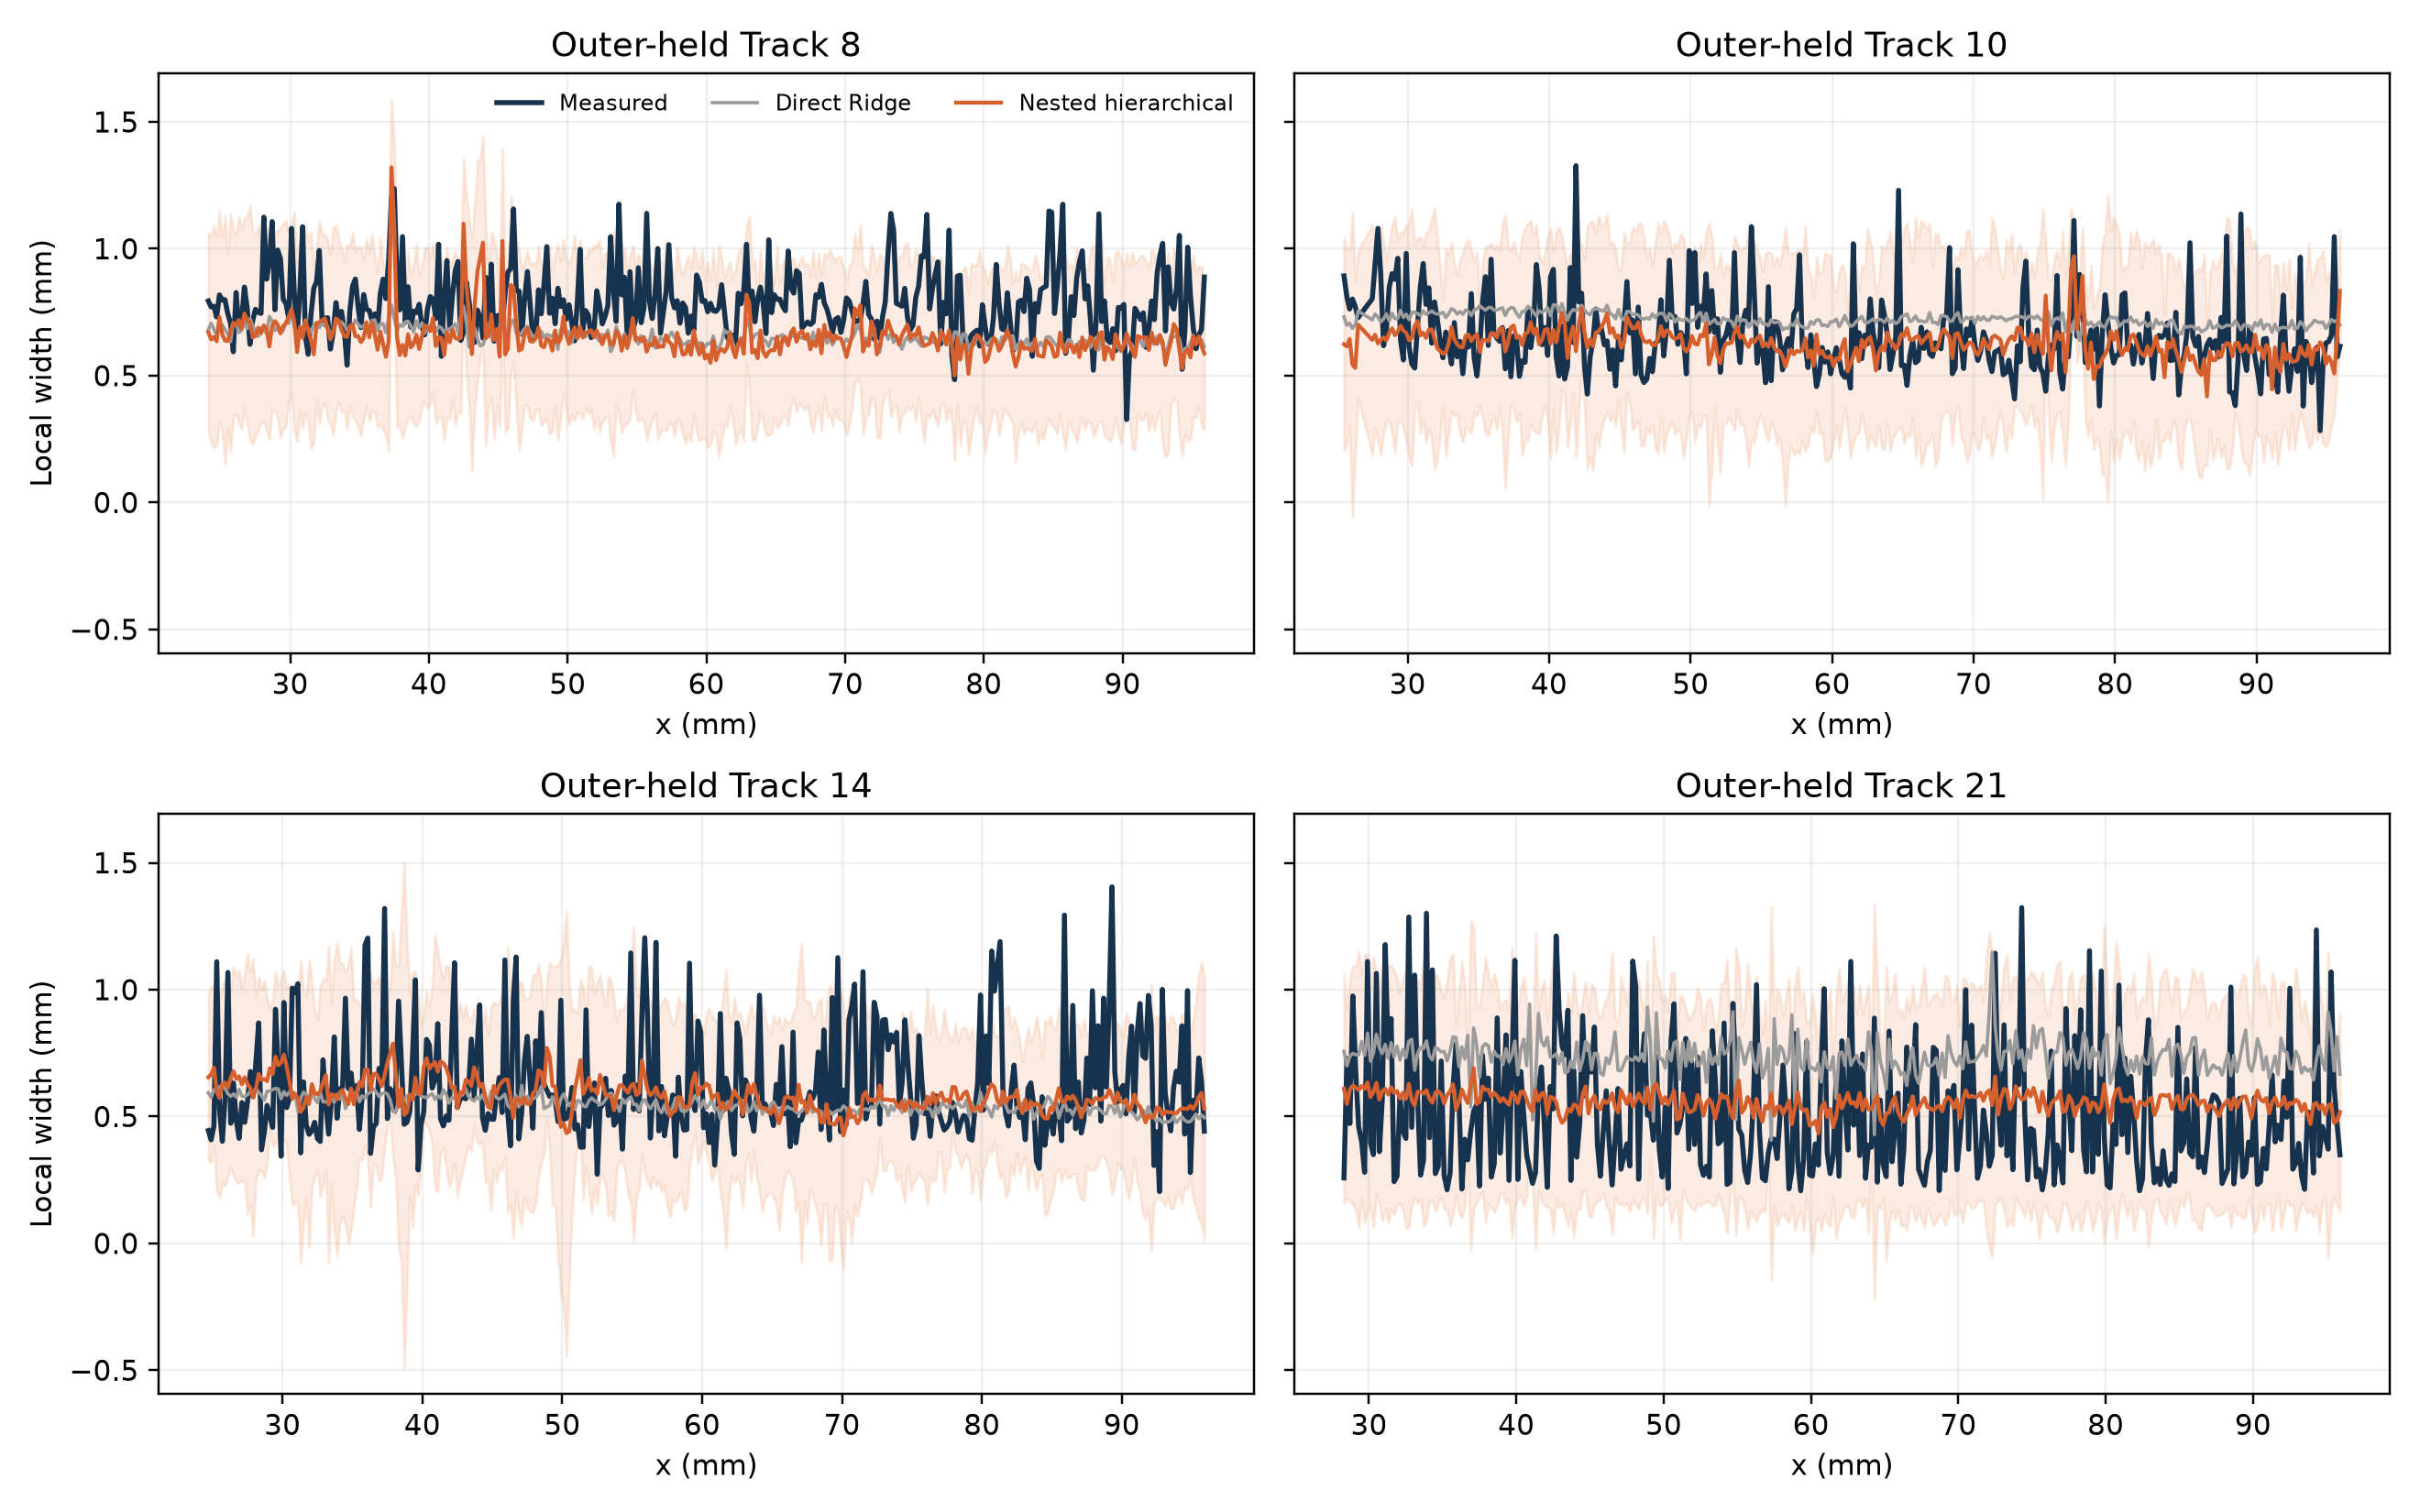 Outer-held Track 8
Outer-held Track 10
Measured
Direct Ridge
Nested hierarchical
Local width (mm)
1.5
1.0
0.5
0.0
−0.5
30 40 50 60 70 80 90
x (mm)
30 40 50 60 70 80 90
x (mm)
Outer-held Track 14
Outer-held Track 21
Local width (mm)
1.5
1.0
0.5
0.0
−0.5
30 40 50 60 70 80 90
x (mm)
30 40 50 60 70 80 90
x (mm)